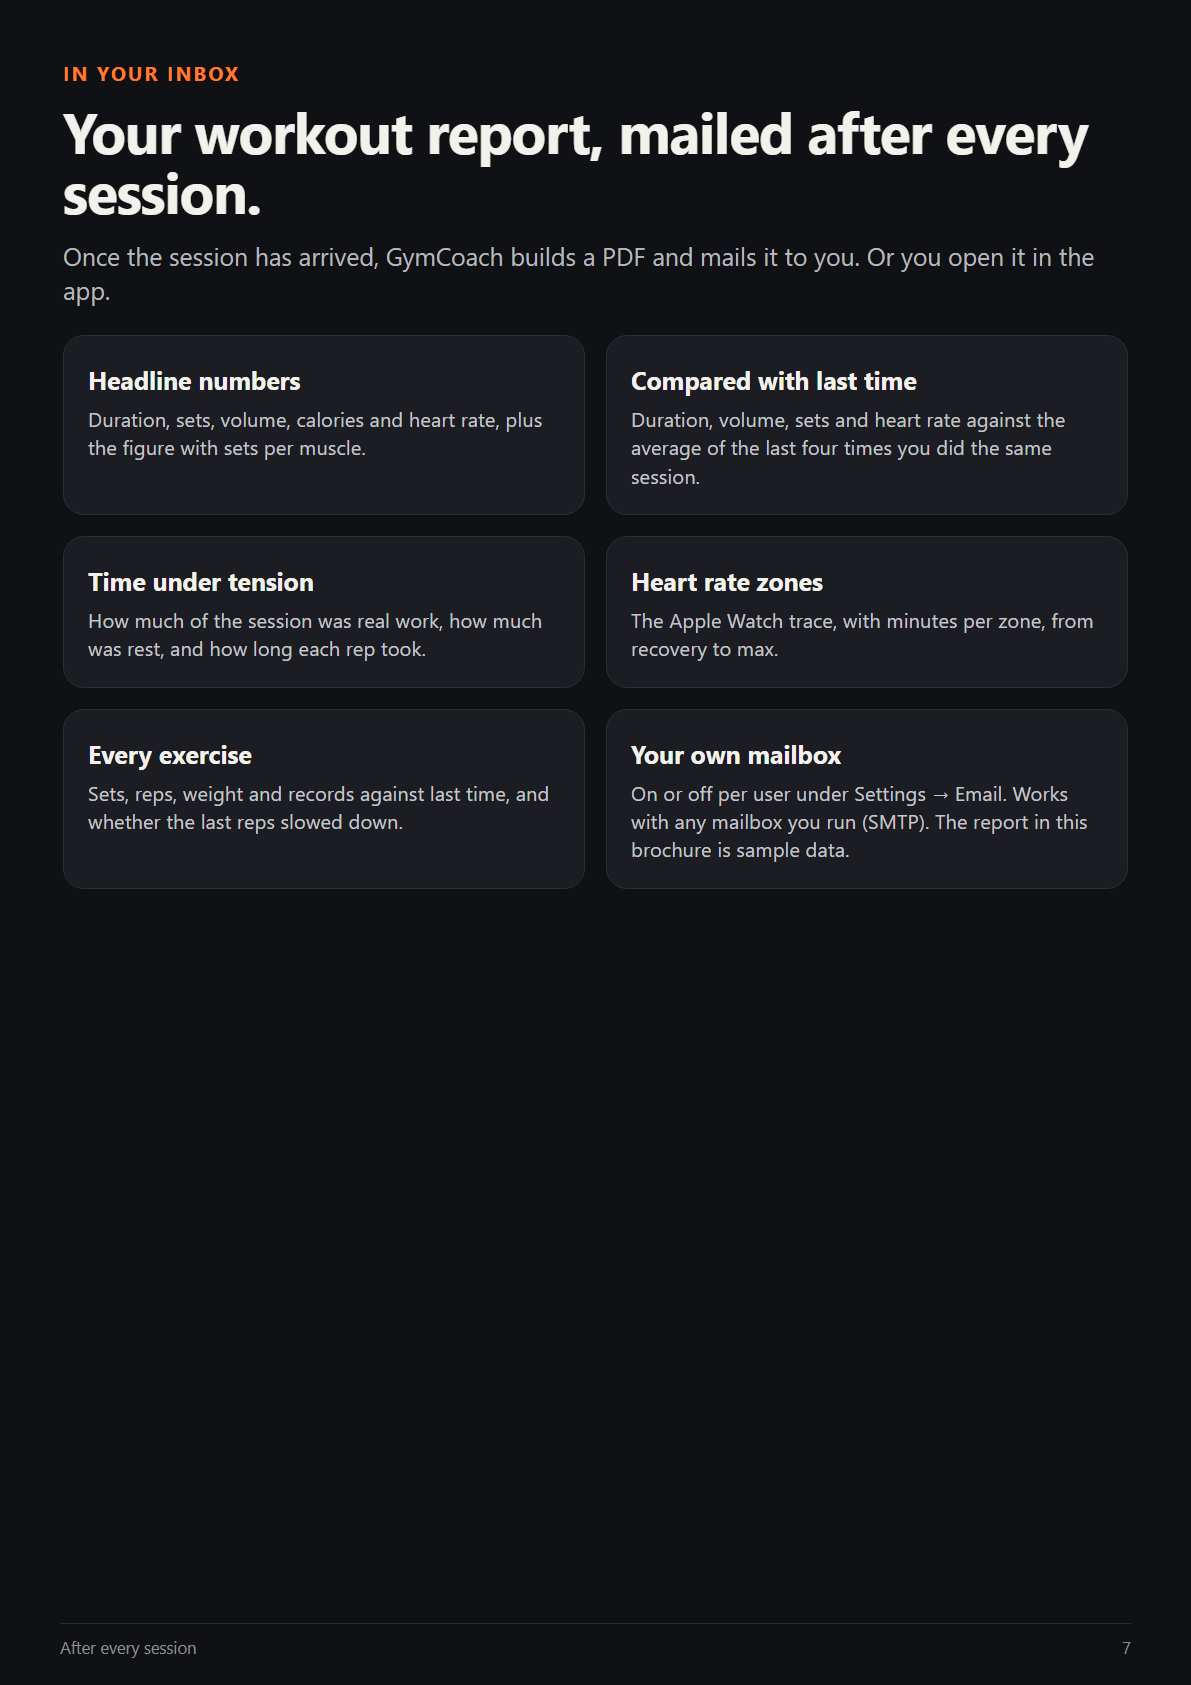 IN YOUR INBOX
Your workout report, mailed after every
session.
Once the session has arrived, GymCoach builds a PDF and mails it to you. Or you open it in the
app.
Headline numbers
Duration, sets, volume, calories and heart rate, plus
the figure with sets per muscle.
Compared with last time
Duration, volume, sets and heart rate against the
average of the last four times you did the same
session.
Time under tension
How much of the session was real work, how much
was rest, and how long each rep took.
Heart rate zones
The Apple Watch trace, with minutes per zone, from
recovery to max.
Every exercise
Sets, reps, weight and records against last time, and
whether the last reps slowed down.
Your own mailbox
On or off per user under Settings → Email. Works
with any mailbox you run (SMTP). The report in this
brochure is sample data.
After every session
7